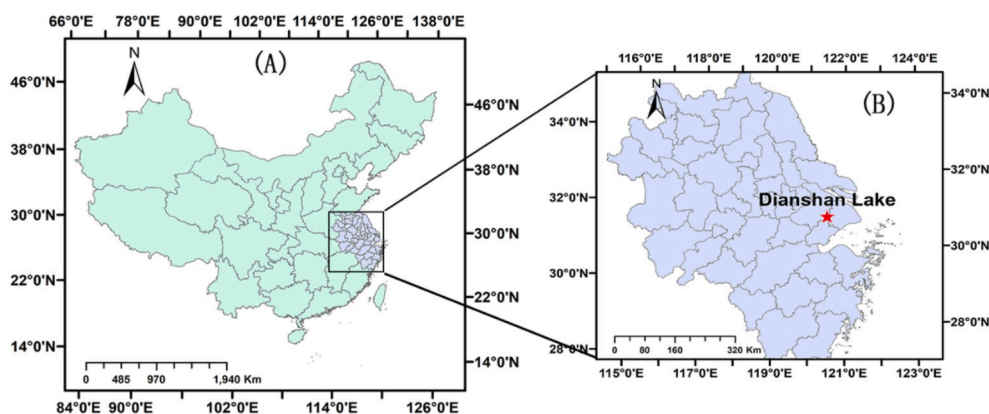 66°0'E 78°0'E 90°0'E 102°0'E 114°0'E 126°0'E 138°0'E
N
(A)
46°0'N
38°0'N
30°0'N
22°0'N
14°0'N
46°0'N
38°0'N
30°0'N
22°0'N
14°0'N
0 485 970 1,940 Km
84°0'E 90°0'E 102°0'E 114°0'E 126°0'E
116°0'E 118°0'E 120°0'E 122°0'E 124°0'E
N
(B)
34°0'N
32°0'N
30°0'N
28°0'N
34°0'N
32°0'N
30°0'N
28°0'N
Dianshan Lake
0 80 160 320 KM
115°0'E 117°0'E 119°0'E 121°0'E 123°0'E